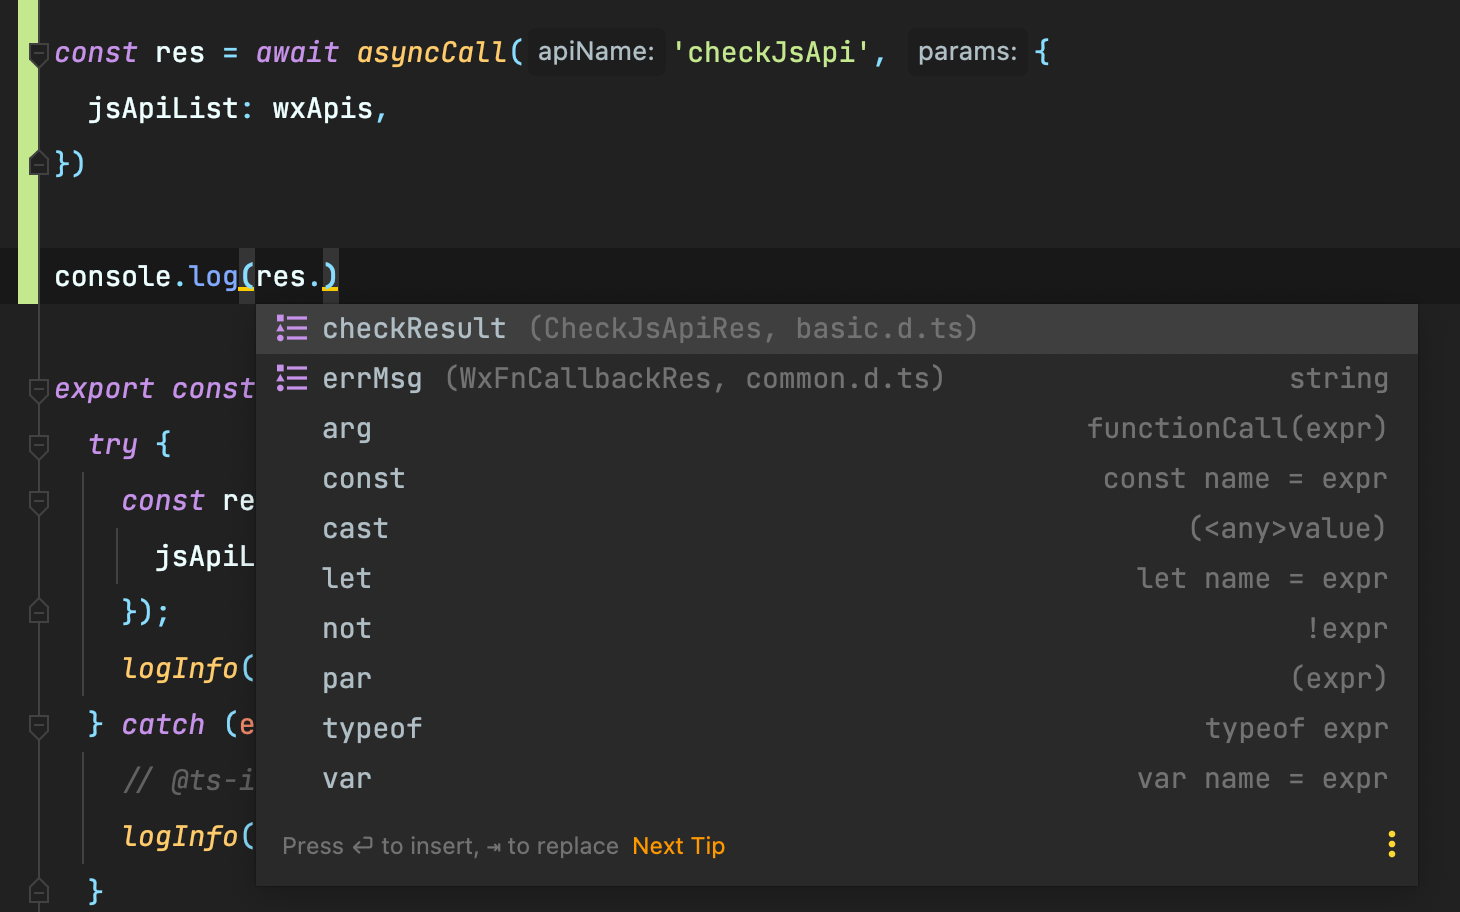 const res = await asyncCall( apiName: 'checkJsApi', params: {
jsApiList: wxApis,
})
console.log(res.)
checkResult (CheckJsApiRes, basic.d.ts)
errMsg (WxFnCallbackRes, common.d.ts) string
arg functionCall(expr)
const const name = expr
cast (<any>value)
let let name = expr
not !expr
par (expr)
typeof typeof expr
var var name = expr
Press ⏎ to insert, ⇥ to replace Next Tip
export const
try {
const re
jsApiL
});
logInfo(
} catch (e
// @ts-i
logInfo(
}